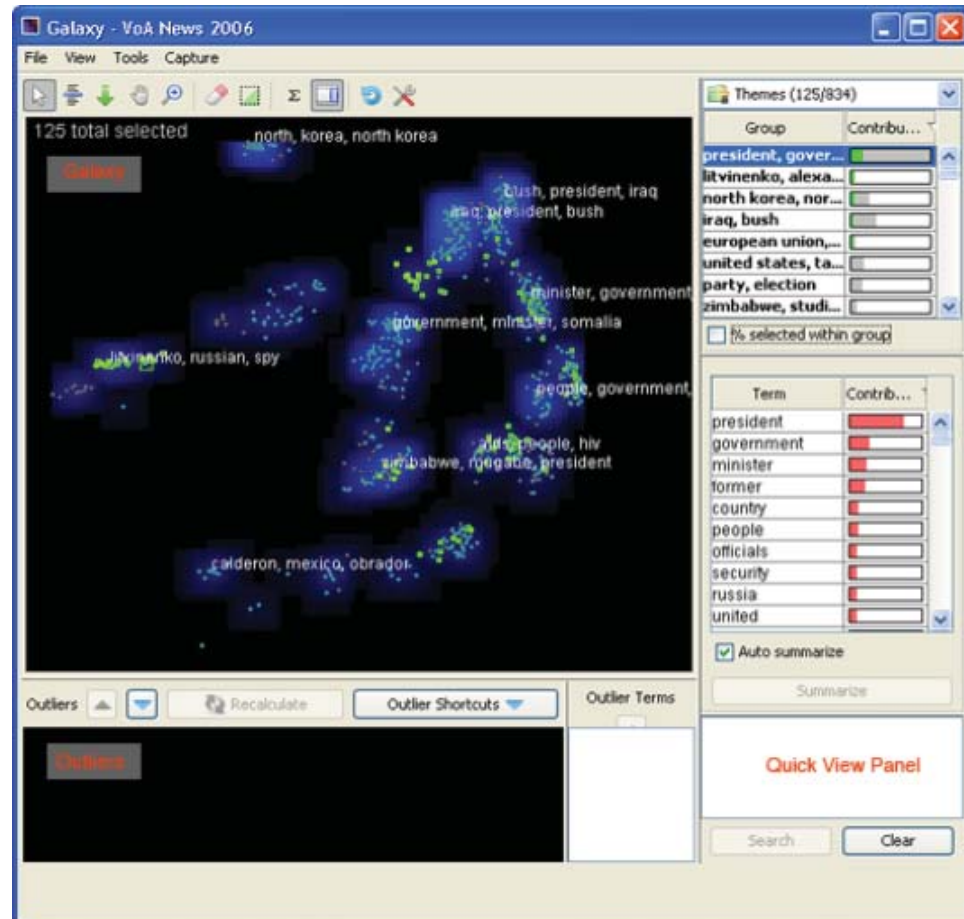 Galaxy - VoA News 2006
File View Tools Capture
125 total selected
Galaxy
north, korea, north korea
bush, president, iraq
iraq, president, bush
minister, government
government, minister, somalia
litvinenko, russian, spy
people, government,
aids, people, hiv
zimbabwe, mugabe, president
calderon, mexico, obrador
Themes (125/834)
Group Contribu...
president, gover...
litvinenko, alexa...
north korea, nor...
iraq, bush
european union,...
united states, ta...
party, election
zimbabwe, studi...
% selected within group
Term Contrib...
president
government
minister
former
country
people
officials
security
russia
united
Auto summarize
Summarize
Outliers Recalculate Outlier Shortcuts Outlier Terms
Outliers
Quick View Panel
Search Clear